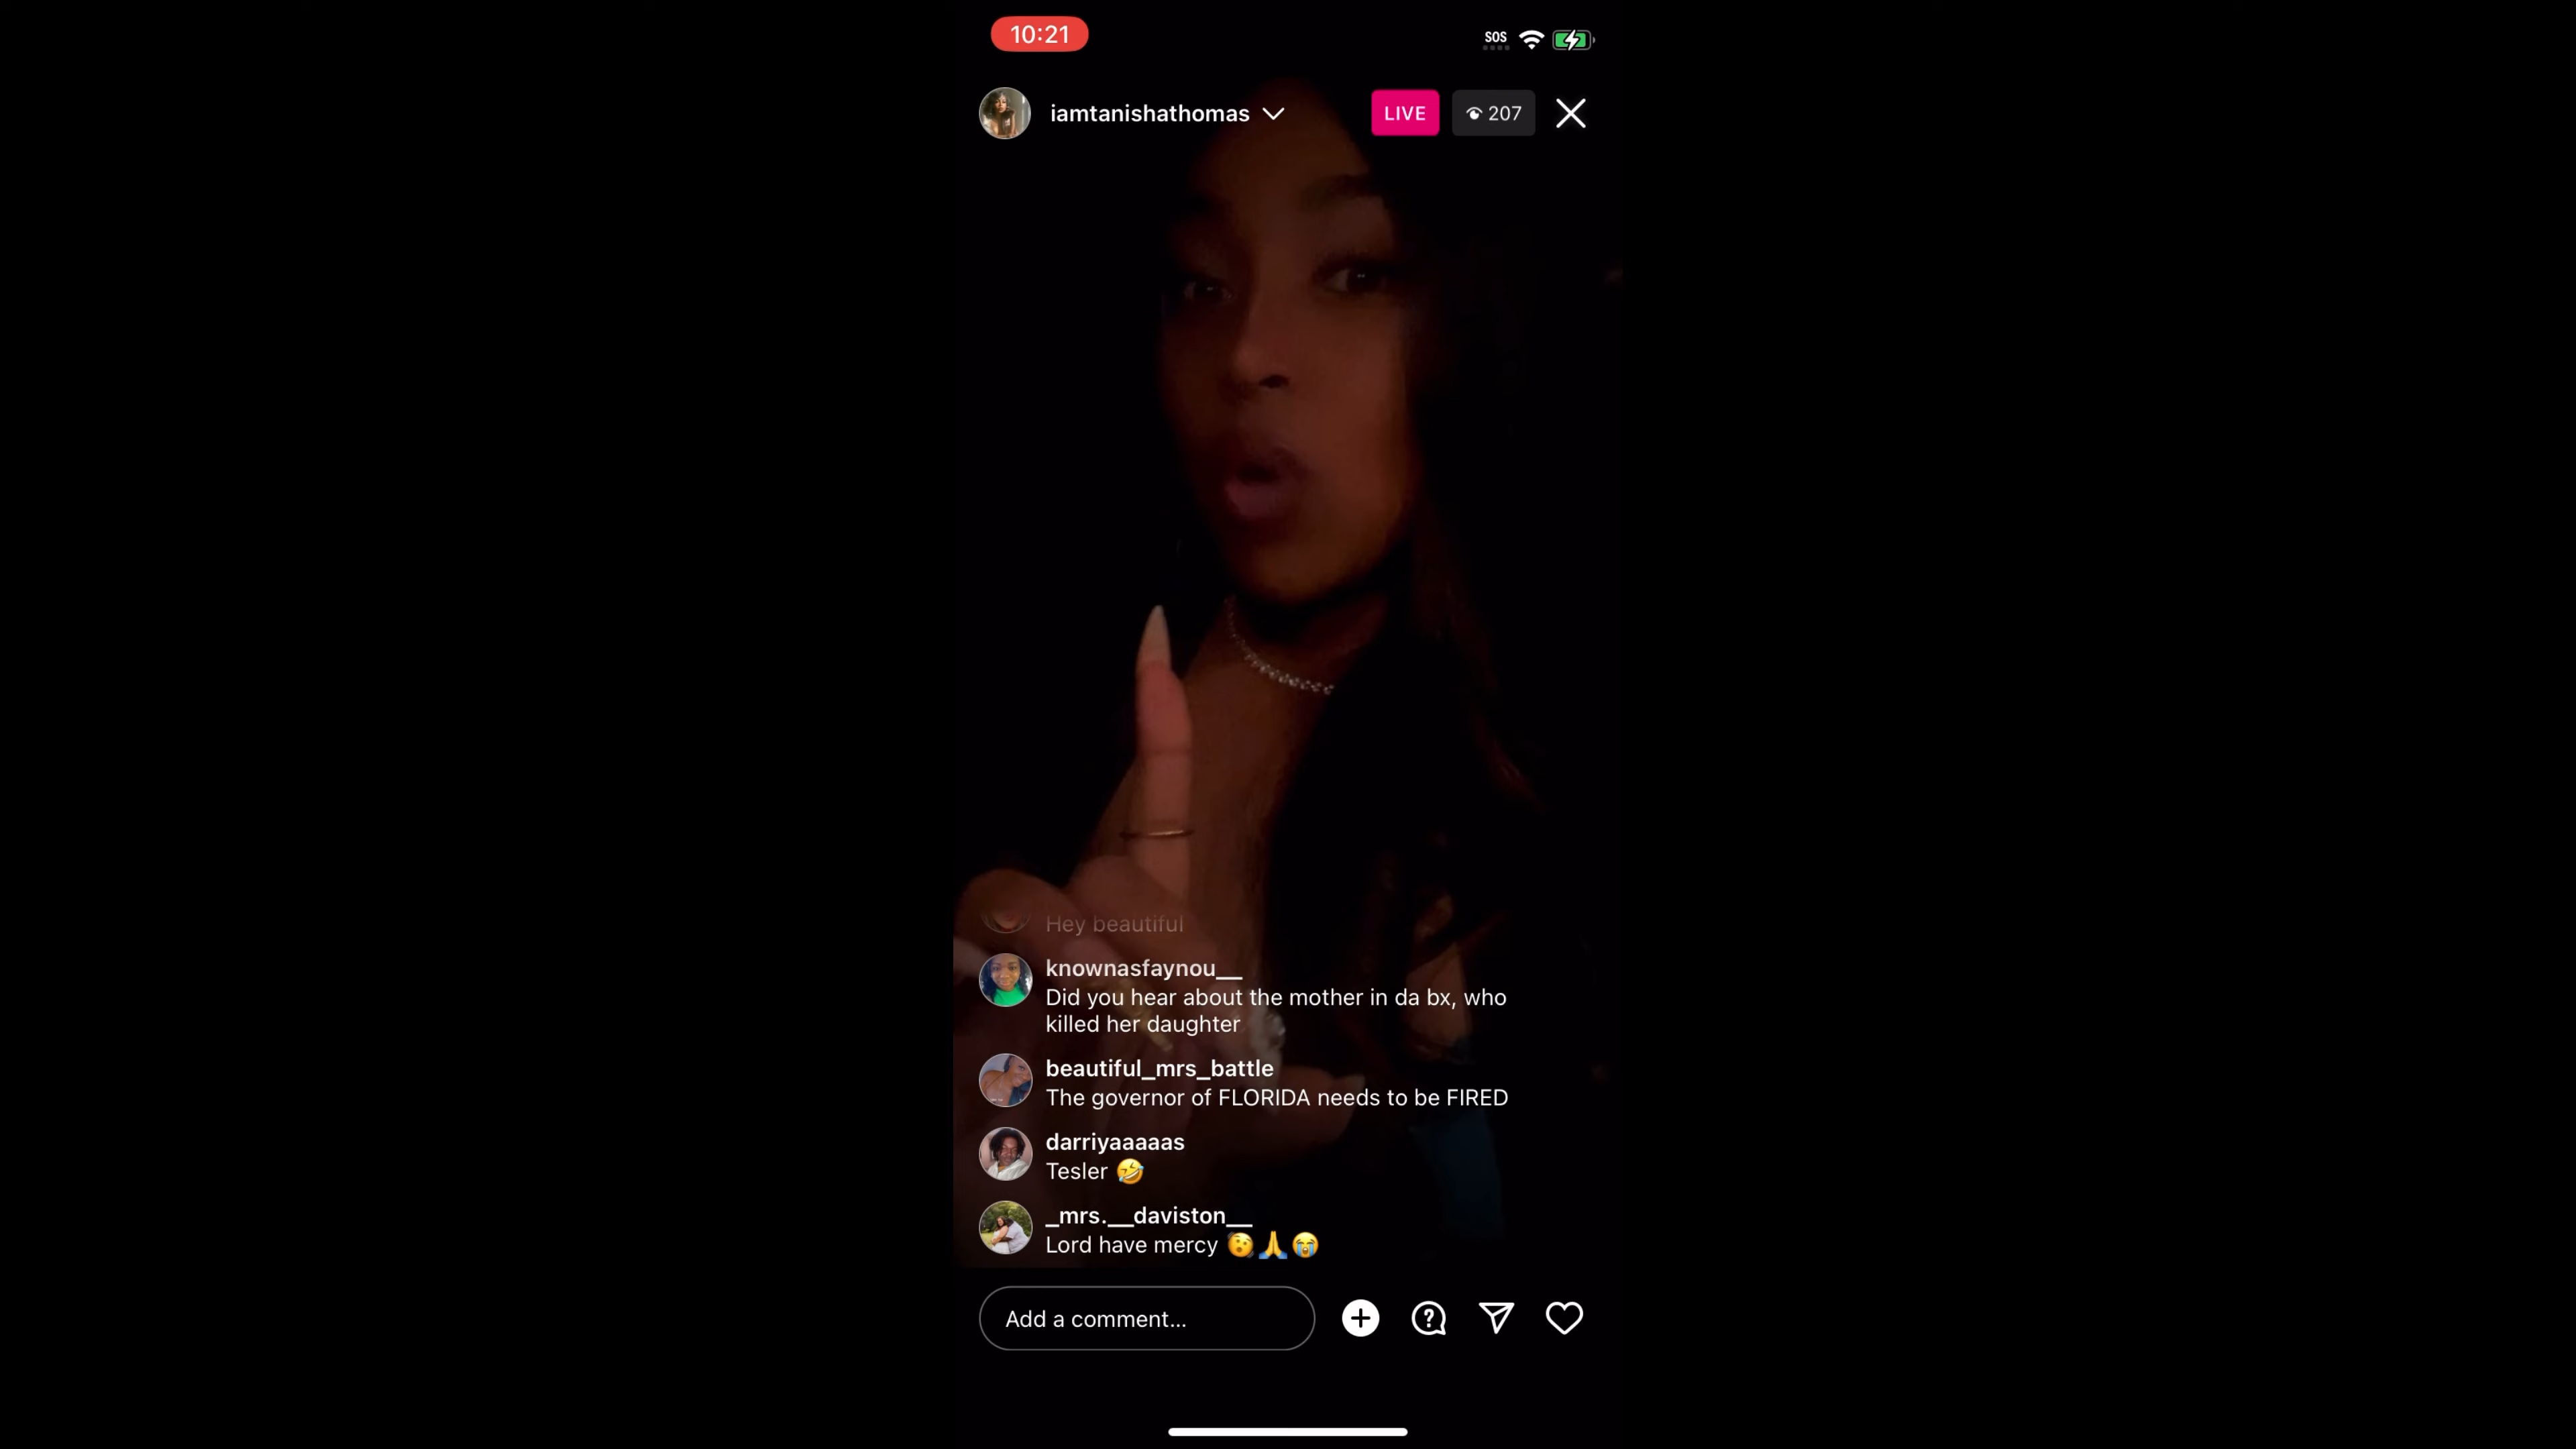 10:21
SOS
iamtanishathomas
LIVE
207
Hey beautiful
knownasfaynou__
Did you hear about the mother in da bx, who
killed her daughter
beautiful_mrs_battle
The governor of FLORIDA needs to be FIRED
darriyaaaaas
Tesler 🤣
_mrs.__daviston__
Lord have mercy 🥺🙏😭
Add a comment...